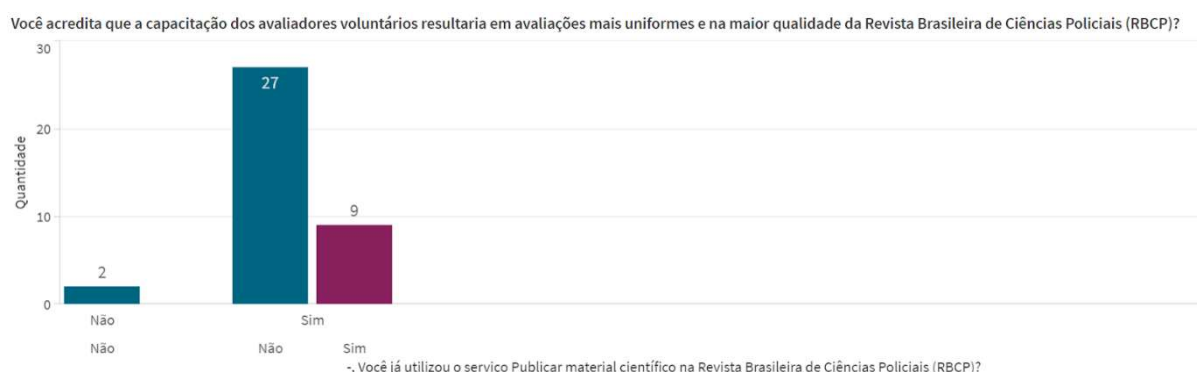 Você acredita que a capacitação dos avaliadores voluntários resultaria em avaliações mais uniformes e na maior qualidade da Revista Brasileira de Ciências Policiais (RBCP)?
30
27
20
Quantidade
10
9
2
0
Não Sim
Não Não Sim
-. Você já utilizou o serviço Publicar material científico na Revista Brasileira de Ciências Policiais (RBCP)?